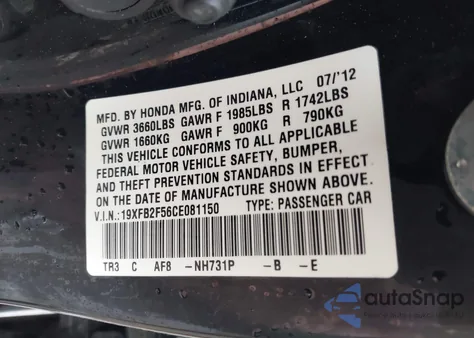 MFD. BY HONDA MFG. OF INDIANA, LLC 07/'12
GVWR 3660LBS GAWR F 1985LBS R 1742LBS
GVWR 1660KG GAWR F 900KG R 790KG
THIS VEHICLE CONFORMS TO ALL APPLICABLE
FEDERAL MOTOR VEHICLE SAFETY, BUMPER,
AND THEFT PREVENTION STANDARDS IN EFFECT
ON THE DATE OF MANUFACTURE SHOWN ABOVE.
V.I.N.:19XFB2F56CE081150 TYPE: PASSENGER CAR
TR3 C AF8 -NH731P -B -E
autoSnap